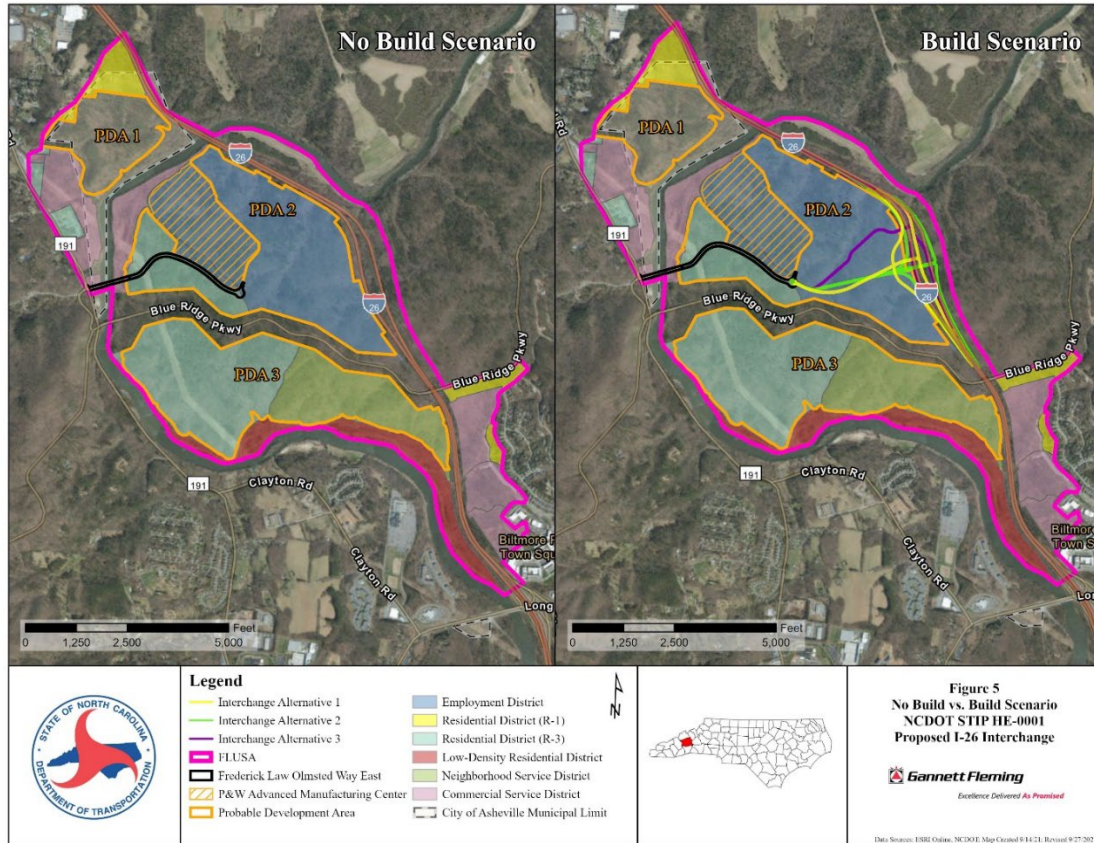 No Build Scenario
PDA 1
26
PDA 2
191
26
Blue Ridge Pkwy
PDA 3
Blue Ridge Pkwy
191
Clayton Rd
Clayton Rd
Biltmore
Town Squ
Long
Feet
0 1,250 2,500 5,000
Build Scenario
Rd
PDA 1
26
PDA 2
191
26
Blue Ridge Pkwy
PDA 3
Blue Ridge Pkwy
191
Clayton Rd
Clayton Rd
Biltmore
Town Squ
Long
Feet
0 1,250 2,500 5,000
STATE OF NORTH CAROLINA
DEPARTMENT OF TRANSPORTATION
Legend
Interchange Alternative 1
Interchange Alternative 2
Interchange Alternative 3
FLUSA
Frederick Law Olmsted Way East
P&W Advanced Manufacturing Center
Probable Development Area
Employment District
Residential District (R-1)
Residential District (R-3)
Low-Density Residential District
Neighborhood Service District
Commercial Service District
City of Asheville Municipal Limit
N
Figure 5
No Build vs. Build Scenario
NCDOT STIP HE-0001
Proposed I-26 Interchange
Gannett Fleming
Excellence Delivered As Promised
Data Sources: ESRI Online, NCDOT; Map Created 9/14/21; Revised 9/27/202